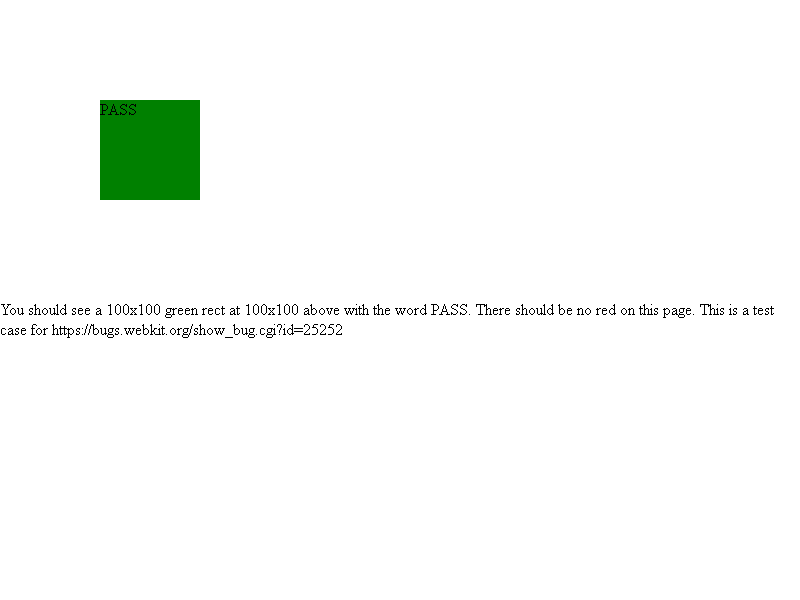 PASS
You should see a 100x100 green rect at 100x100 above with the word PASS. There should be no red on this page. This is a test
case for https://bugs.webkit.org/show_bug.cgi?id=25252